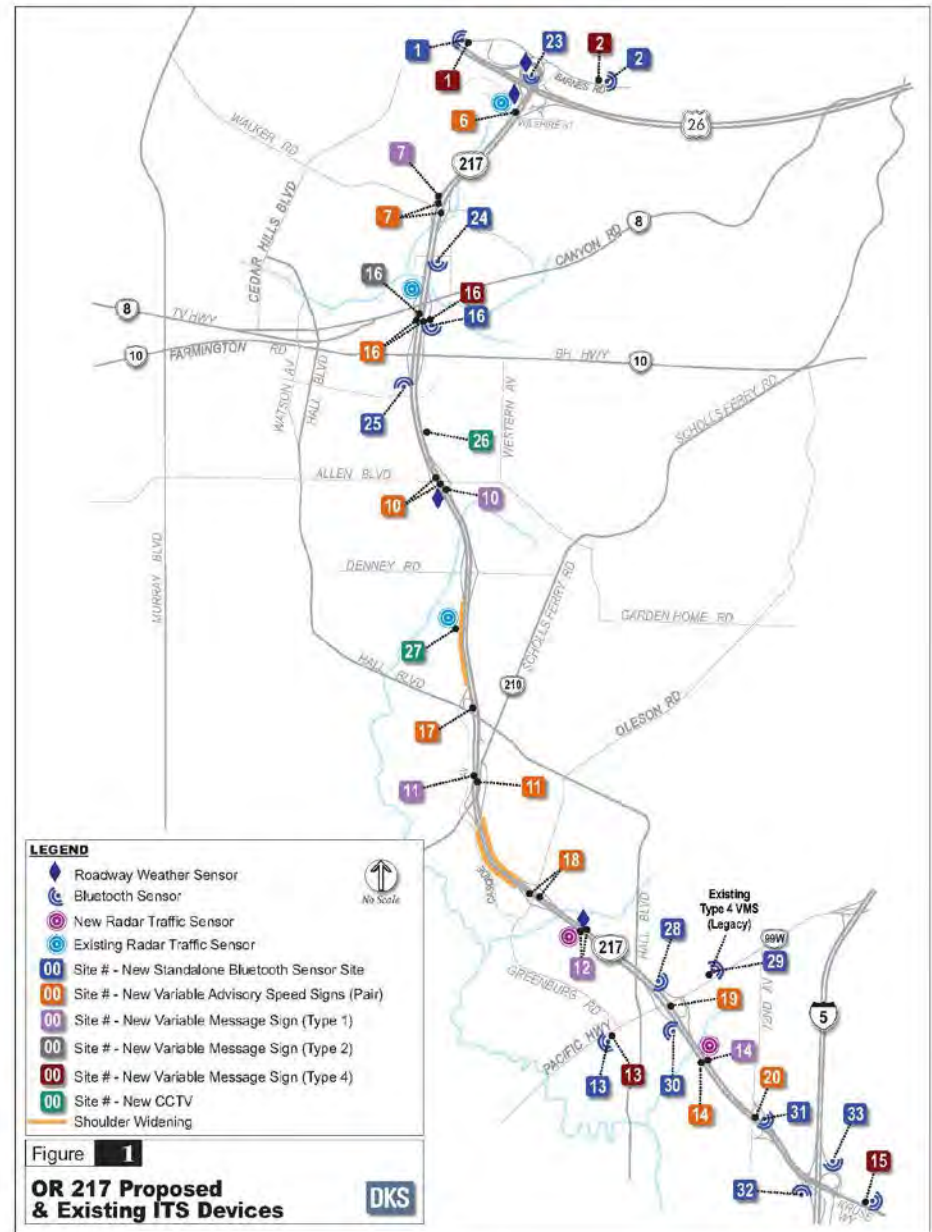 1
1
23
2
2
BARNES RD
6
WILSHIRE ST
26
217
WALKER RD
7
7
24
CEDAR HILLS BLVD
8
CANYON RD
16
16
16
16
8
TV HWY
10
FARMINGTON RD
BH HWY
10
WATSON AV
HALL BLVD
25
26
WESTERN AV
SCHOLLS FERRY RD
ALLEN BLVD
10
10
MURRAY BLVD
DENNEY RD
SCHOLLS FERRY RD
GARDEN HOME RD
27
HALL BLVD
210
OLESON RD
17
11
11
18
CASCADE
12
217
HALL BLVD
28
Existing
Type 4 VMS
(Legacy)
99W
29
GREENBURG RD
72ND AV
19
5
PACIFIC HWY
13
13
30
14
14
20
31
33
15
32
KRUSE WY
LEGEND
No Scale
Roadway Weather Sensor
Bluetooth Sensor
New Radar Traffic Sensor
Existing Radar Traffic Sensor
00 Site # - New Standalone Bluetooth Sensor Site
00 Site # - New Variable Advisory Speed Signs (Pair)
00 Site # - New Variable Message Sign (Type 1)
00 Site # - New Variable Message Sign (Type 2)
00 Site # - New Variable Message Sign (Type 4)
00 Site # - New CCTV
Shoulder Widening
Figure 1
OR 217 Proposed
& Existing ITS Devices
DKS